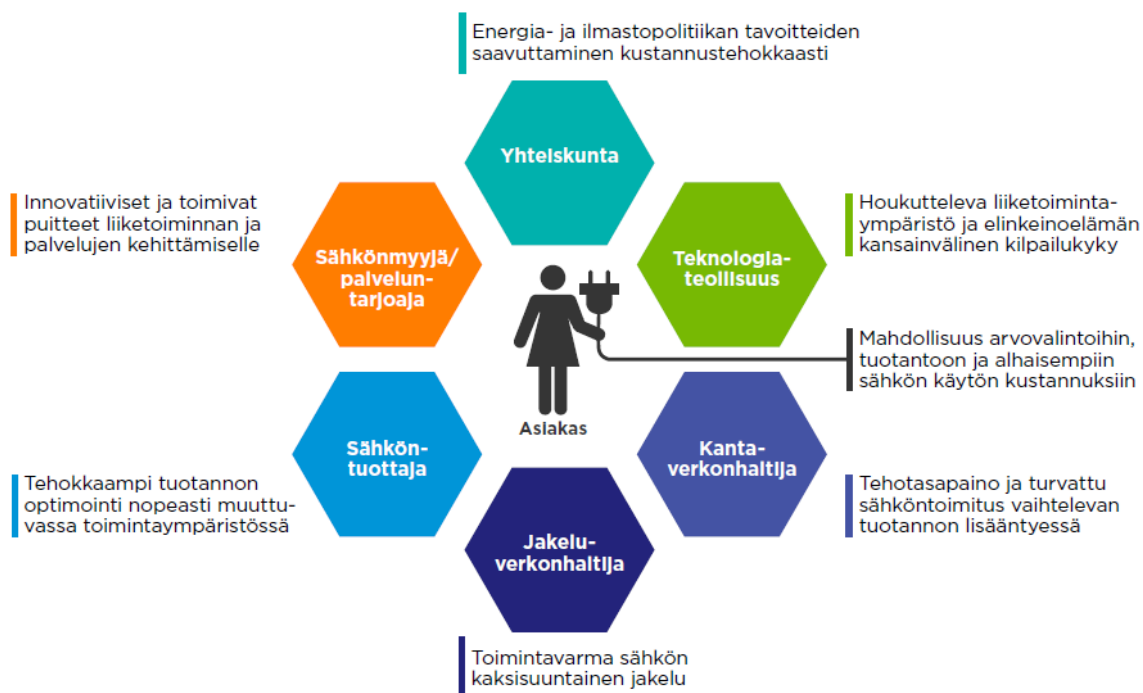 Energia- ja ilmastopolitiikan tavoitteiden
saavuttaminen kustannustehokkaasti
Yhteiskunta
Innovatiiviset ja toimivat
puitteet liiketoiminnan ja
palvelujen kehittämiselle
Sähkönmyyjä/
palvelun-
tarjoaja
Teknologia-
teollisuus
Houkutteleva liiketoiminta-
ympäristö ja elinkeinoelämän
kansainvälinen kilpailukyky
Mahdollisuus arvovalintoihin,
tuotantoon ja alhaisempiin
sähkön käytön kustannuksiin
Asiakas
Sähkön-
tuottaja
Kanta-
verkonhaltija
Tehokkaampi tuotannon
optimointi nopeasti muuttu-
vassa toimintaympäristössä
Tehotasapaino ja turvattu
sähköntoimitus vaihtelevan
tuotannon lisääntyessä
Jakelu-
verkonhaltija
Toimintavarma sähkön
kaksisuuntainen jakelu